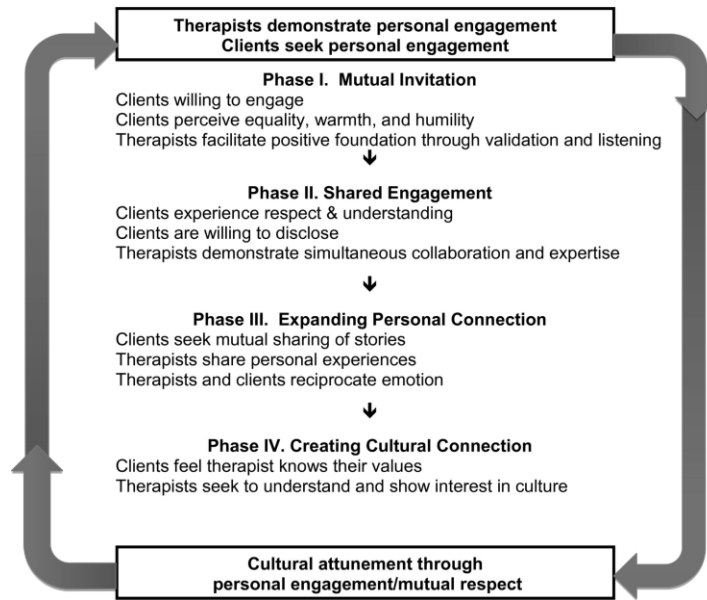 Therapists demonstrate personal engagement
Clients seek personal engagement
Phase I. Mutual Invitation
Clients willing to engage
Clients perceive equality, warmth, and humility
Therapists facilitate positive foundation through validation and listening
Phase II. Shared Engagement
Clients experience respect & understanding
Clients are willing to disclose
Therapists demonstrate simultaneous collaboration and expertise
Phase III. Expanding Personal Connection
Clients seek mutual sharing of stories
Therapists share personal experiences
Therapists and clients reciprocate emotion
Phase IV. Creating Cultural Connection
Clients feel therapist knows their values
Therapists seek to understand and show interest in culture
Cultural attunement through
personal engagement/mutual respect